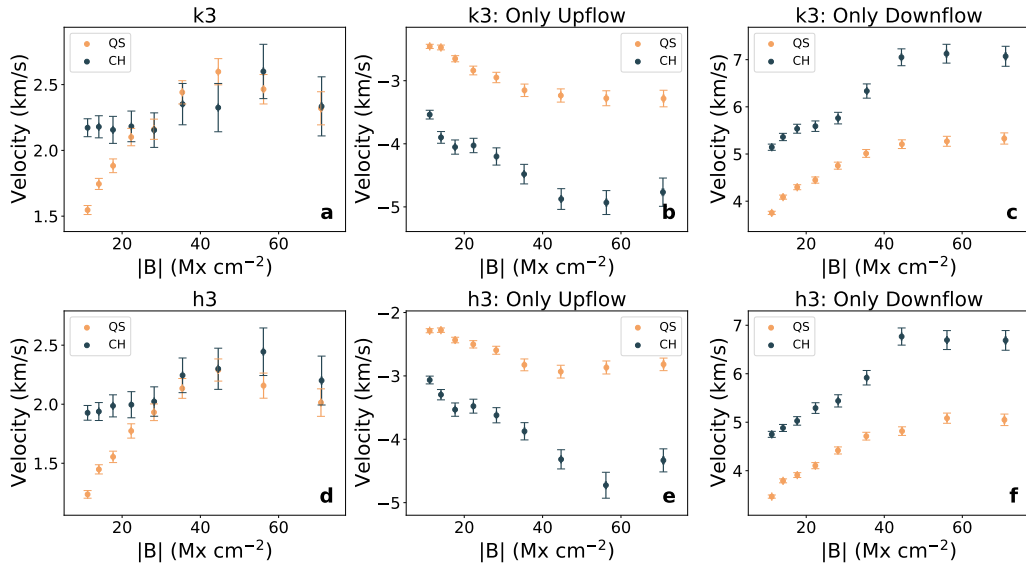 k3
k3: Only Upflow
k3: Only Downflow
Velocity (km/s)
2.5
2.0
1.5
QS
CH
a
20
40
60
|B| (Mx cm⁻²)
Velocity (km/s)
−3
−4
−5
QS
CH
b
20
40
60
|B| (Mx cm⁻²)
Velocity (km/s)
7
6
5
4
QS
CH
c
20
40
60
|B| (Mx cm⁻²)
h3
h3: Only Upflow
h3: Only Downflow
Velocity (km/s)
2.5
2.0
1.5
QS
CH
d
20
40
60
|B| (Mx cm⁻²)
Velocity (km/s)
−2
−3
−4
−5
QS
CH
e
20
40
60
|B| (Mx cm⁻²)
Velocity (km/s)
7
6
5
4
QS
CH
f
20
40
60
|B| (Mx cm⁻²)